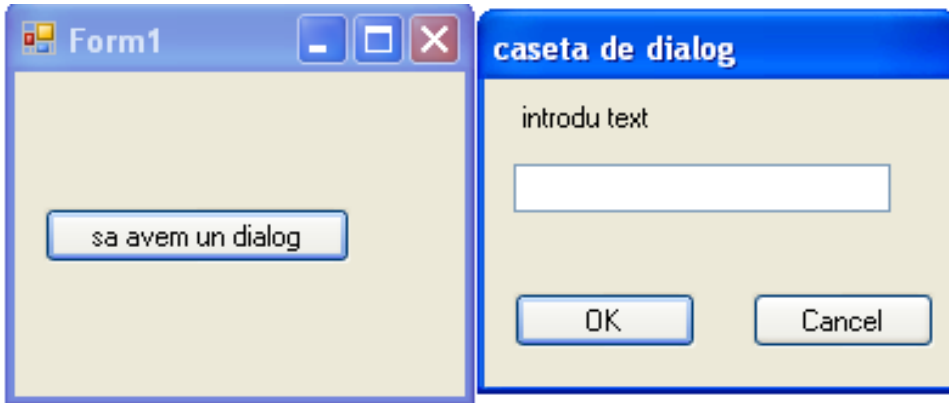 Form1
sa avem un dialog
caseta de dialog
introdu text
OK
Cancel